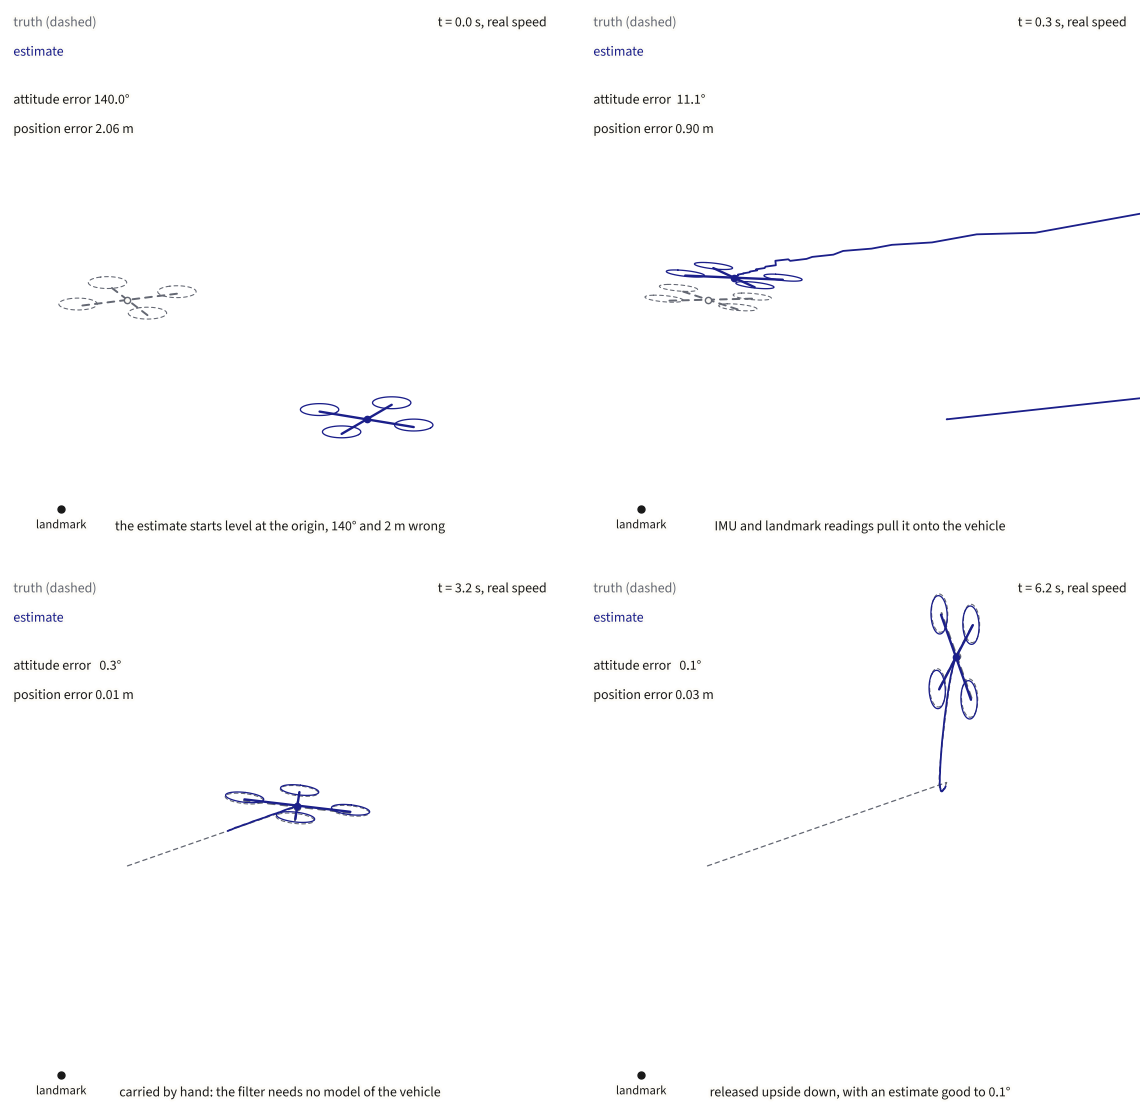 truth (dashed)
t = 0.0 s, real speed
estimate
attitude error 140.0°
position error 2.06 m
landmark
the estimate starts level at the origin, 140° and 2 m wrong
truth (dashed)
t = 0.3 s, real speed
estimate
attitude error 11.1°
position error 0.90 m
landmark
IMU and landmark readings pull it onto the vehicle
truth (dashed)
t = 3.2 s, real speed
estimate
attitude error 0.3°
position error 0.01 m
landmark
carried by hand: the filter needs no model of the vehicle
truth (dashed)
t = 6.2 s, real speed
estimate
attitude error 0.1°
position error 0.03 m
landmark
released upside down, with an estimate good to 0.1°